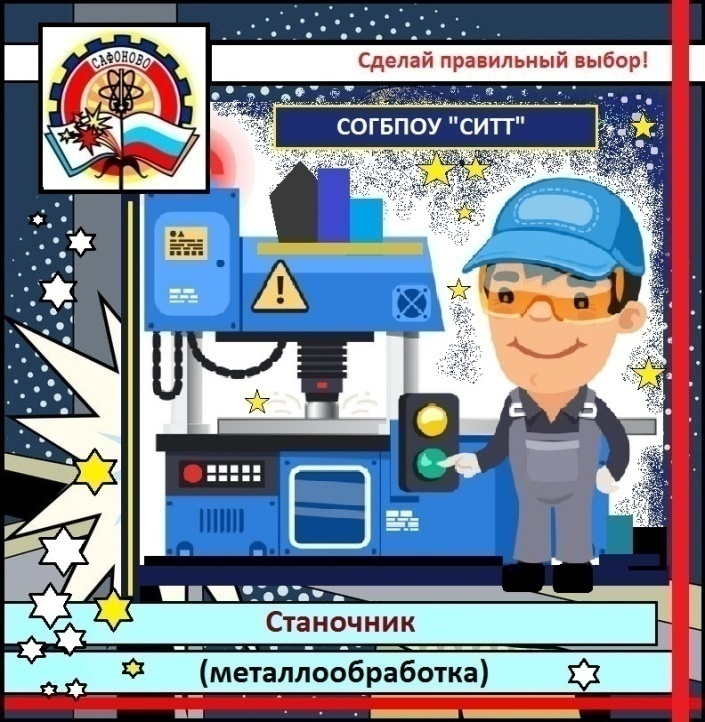 САФОНОВО
Сделай правильный выбор!
СОГБПОУ "СИТТ"
Станочник
(металлообработка)